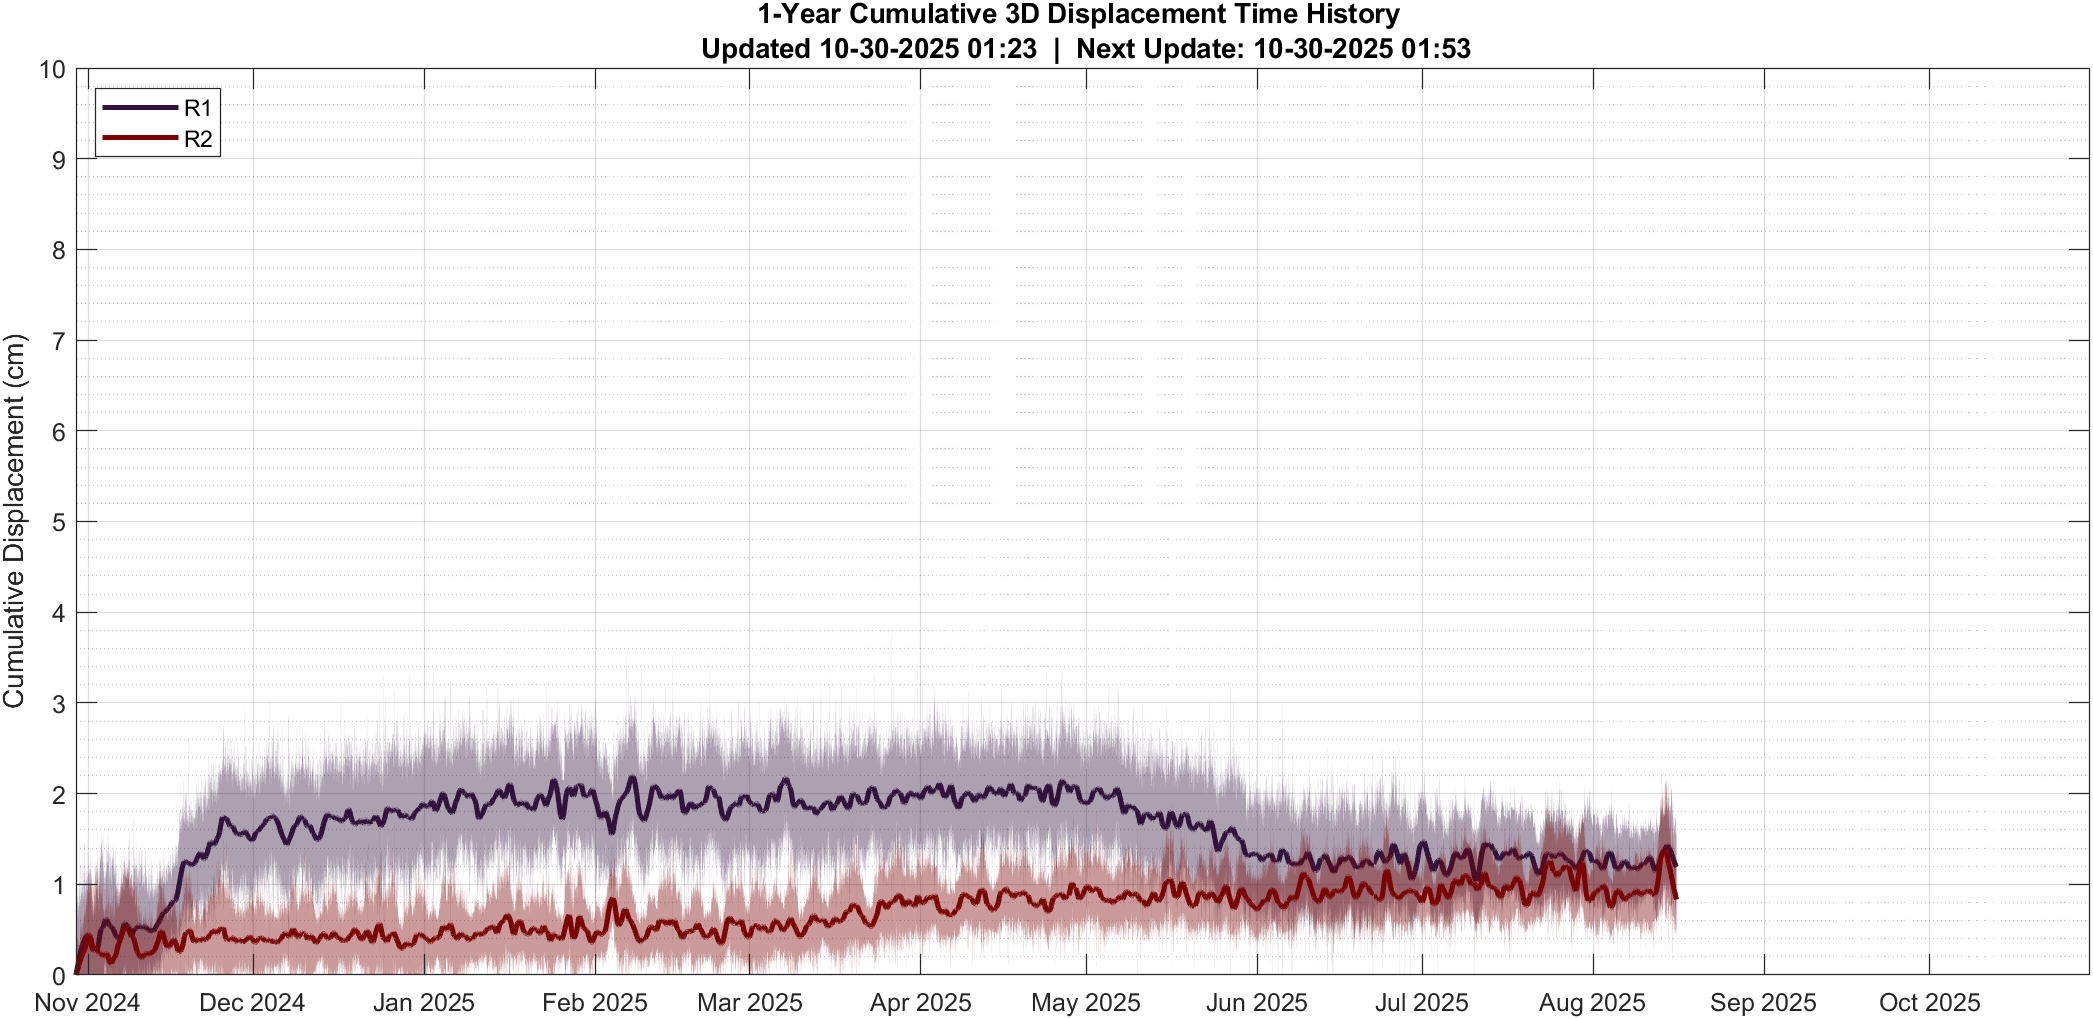 1-Year Cumulative 3D Displacement Time History
Updated 10-30-2025 01:23 | Next Update: 10-30-2025 01:53
R1
R2
Cumulative Displacement (cm)
10
9
8
7
6
5
4
3
2
1
0
Nov 2024 Dec 2024 Jan 2025 Feb 2025 Mar 2025 Apr 2025 May 2025 Jun 2025 Jul 2025 Aug 2025 Sep 2025 Oct 2025